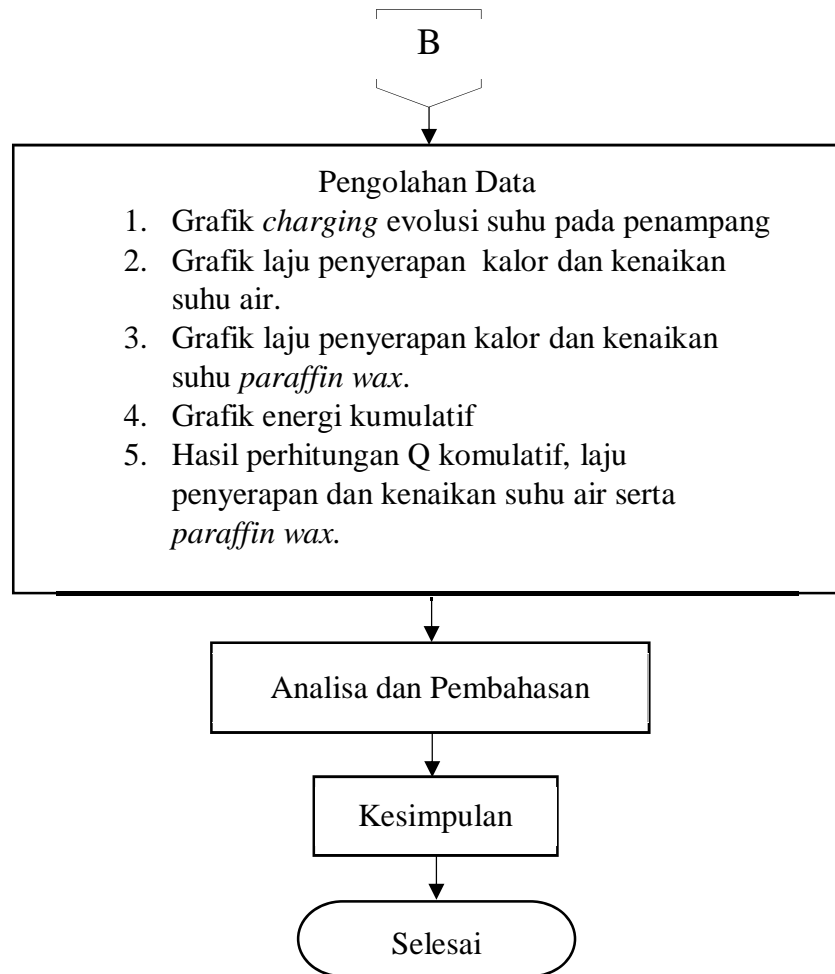 B
Pengolahan Data
1. Grafik charging evolusi suhu pada penampang
2. Grafik laju penyerapan kalor dan kenaikan
suhu air.
3. Grafik laju penyerapan kalor dan kenaikan
suhu paraffin wax.
4. Grafik energi kumulatif
5. Hasil perhitungan Q komulatif, laju
penyerapan dan kenaikan suhu air serta
paraffin wax.
Analisa dan Pembahasan
Kesimpulan
Selesai